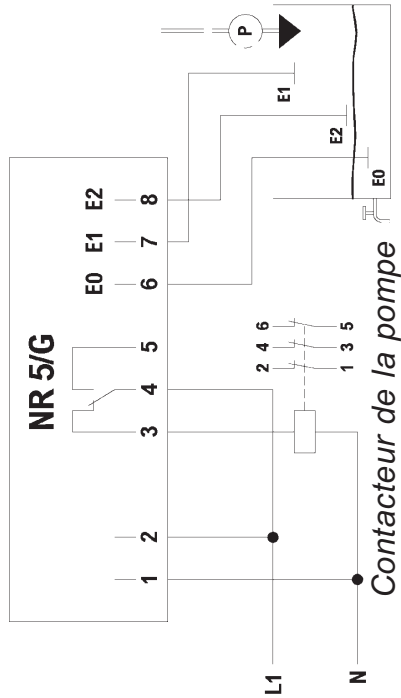 NR 5/G
E0 E1 E2
1 2 3 4 5 6 7 8
L1
N
2 4 6
1 3 5
P
E1
E2
E0
Contacteur de la pompe